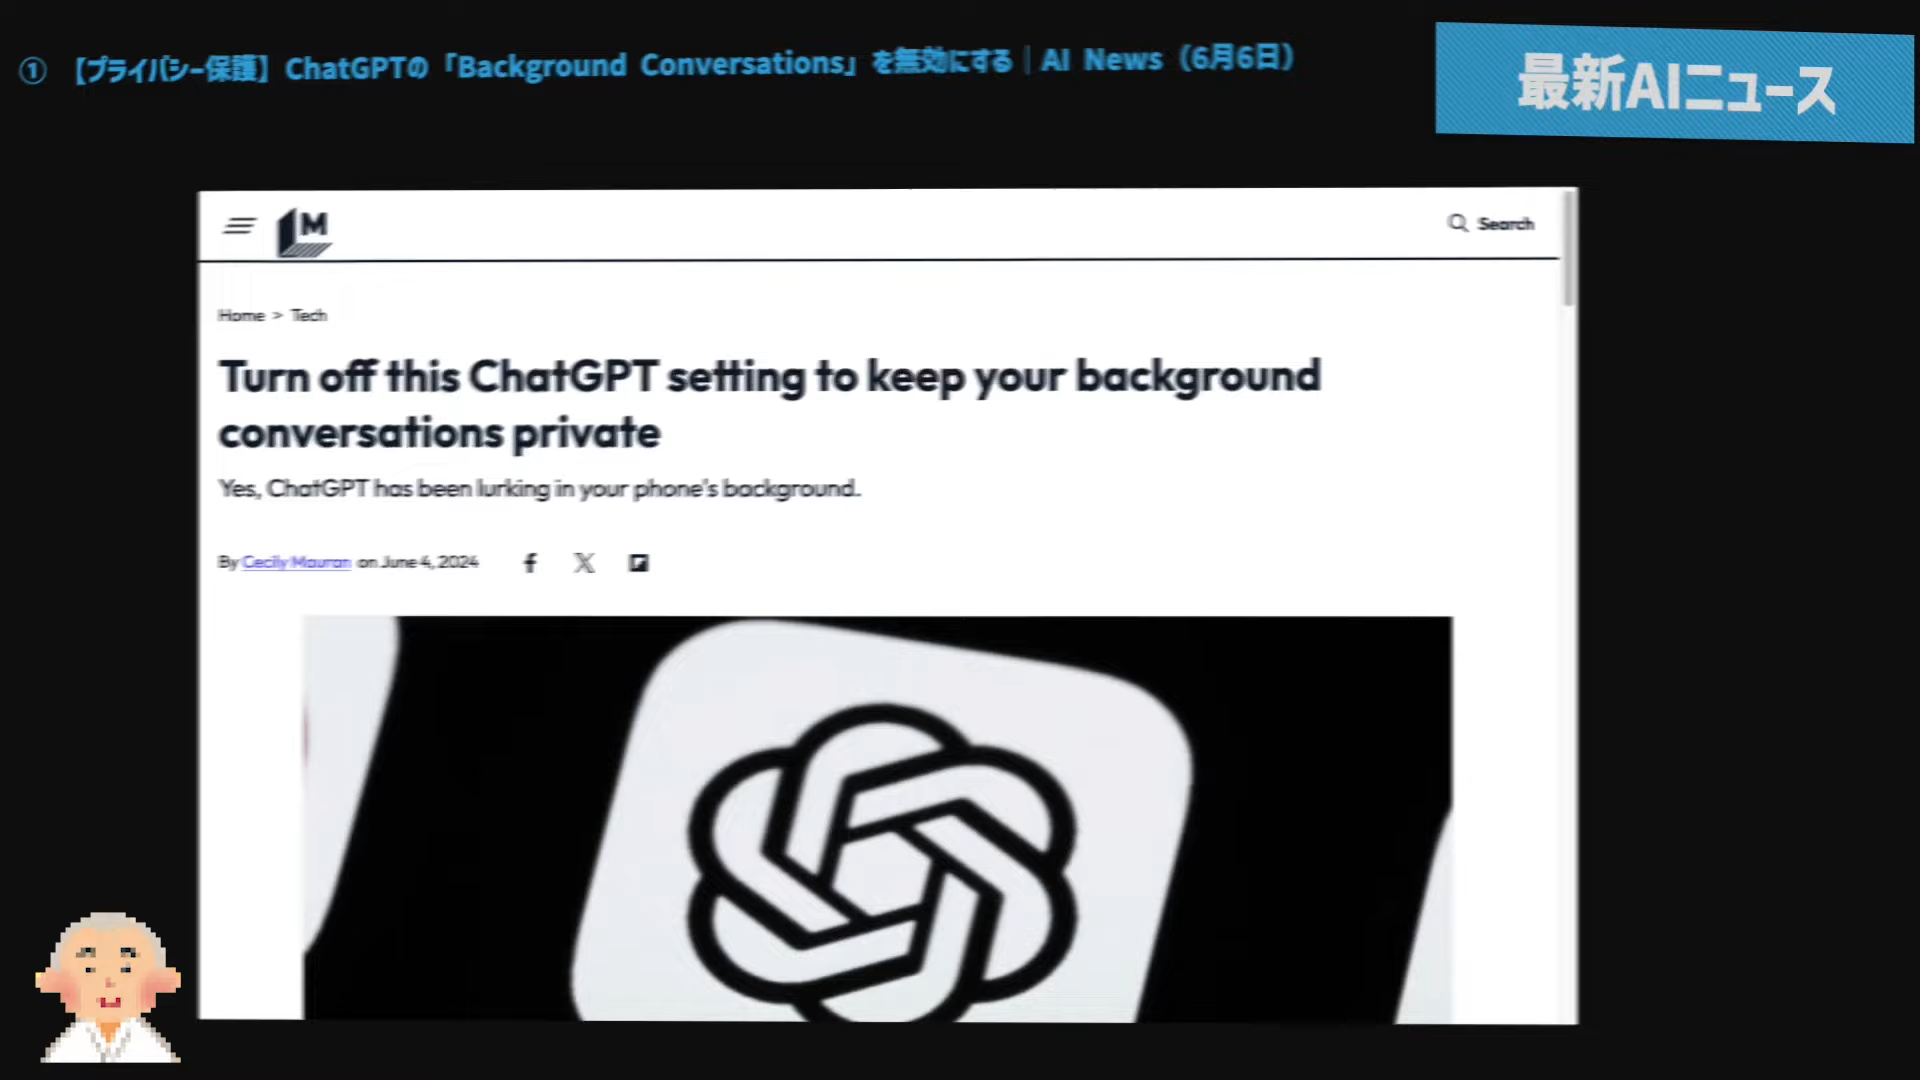 ① 【プライバシー保護】ChatGPTの「Background Conversations」を無効にする｜AI News（6月6日）
最新AIニュース
M
Search
Home > Tech
Turn off this ChatGPT setting to keep your background
conversations private
Yes, ChatGPT has been lurking in your phone's background.
By Cecily Mauran on June 4, 2024